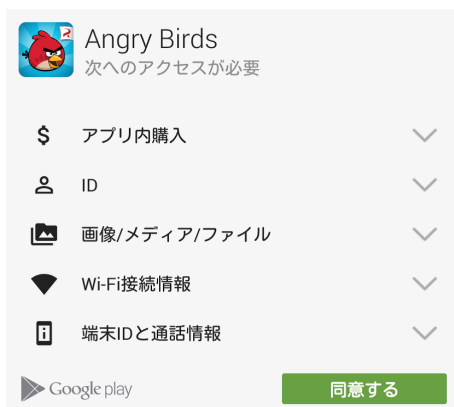 Angry Birds
次へのアクセスが必要
アプリ内購入
ID
画像/メディア/ファイル
Wi-Fi接続情報
端末IDと通話情報
Google play
同意する